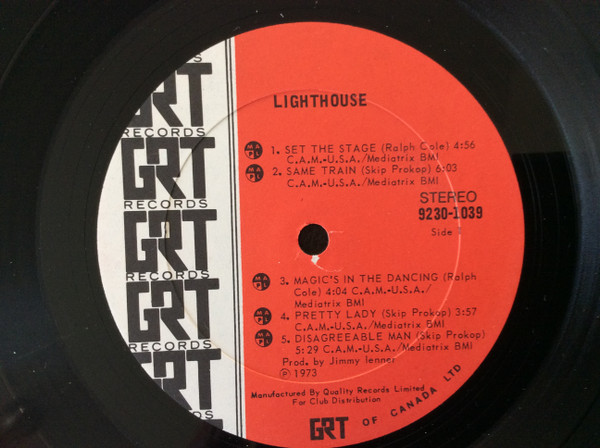 RDS
GRT
RECORDS
GRT
RECORDS
GRT
RECORDS
GRT
RECORDS
GRT
LIGHTHOUSE
1. SET THE STAGE (Ralph Cole) 4:56
C.A.M.-U.S.A./Mediatrix BMI
2. SAME TRAIN (Skip Prokop) 6:03
C.A.M.-U.S.A./Mediatrix BMI
STEREO
9230-1039
Side
3. MAGIC'S IN THE DANCING (Ralph
Cole) 4:04 C.A.M.-U.S.A./
Mediatrix BMI
4. PRETTY LADY (Skip Prokop) 3:57
C.A.M.-U.S.A./Mediatrix BMI
5. DISAGREEABLE MAN (Skip Prokop)
5:29 C.A.M.-U.S.A./Mediatrix BMI
Prod. by Jimmy Ienner
Ⓟ 1973
Manufactured By Quality Records Limited
For Club Distribution
GRT OF CANADA LTD